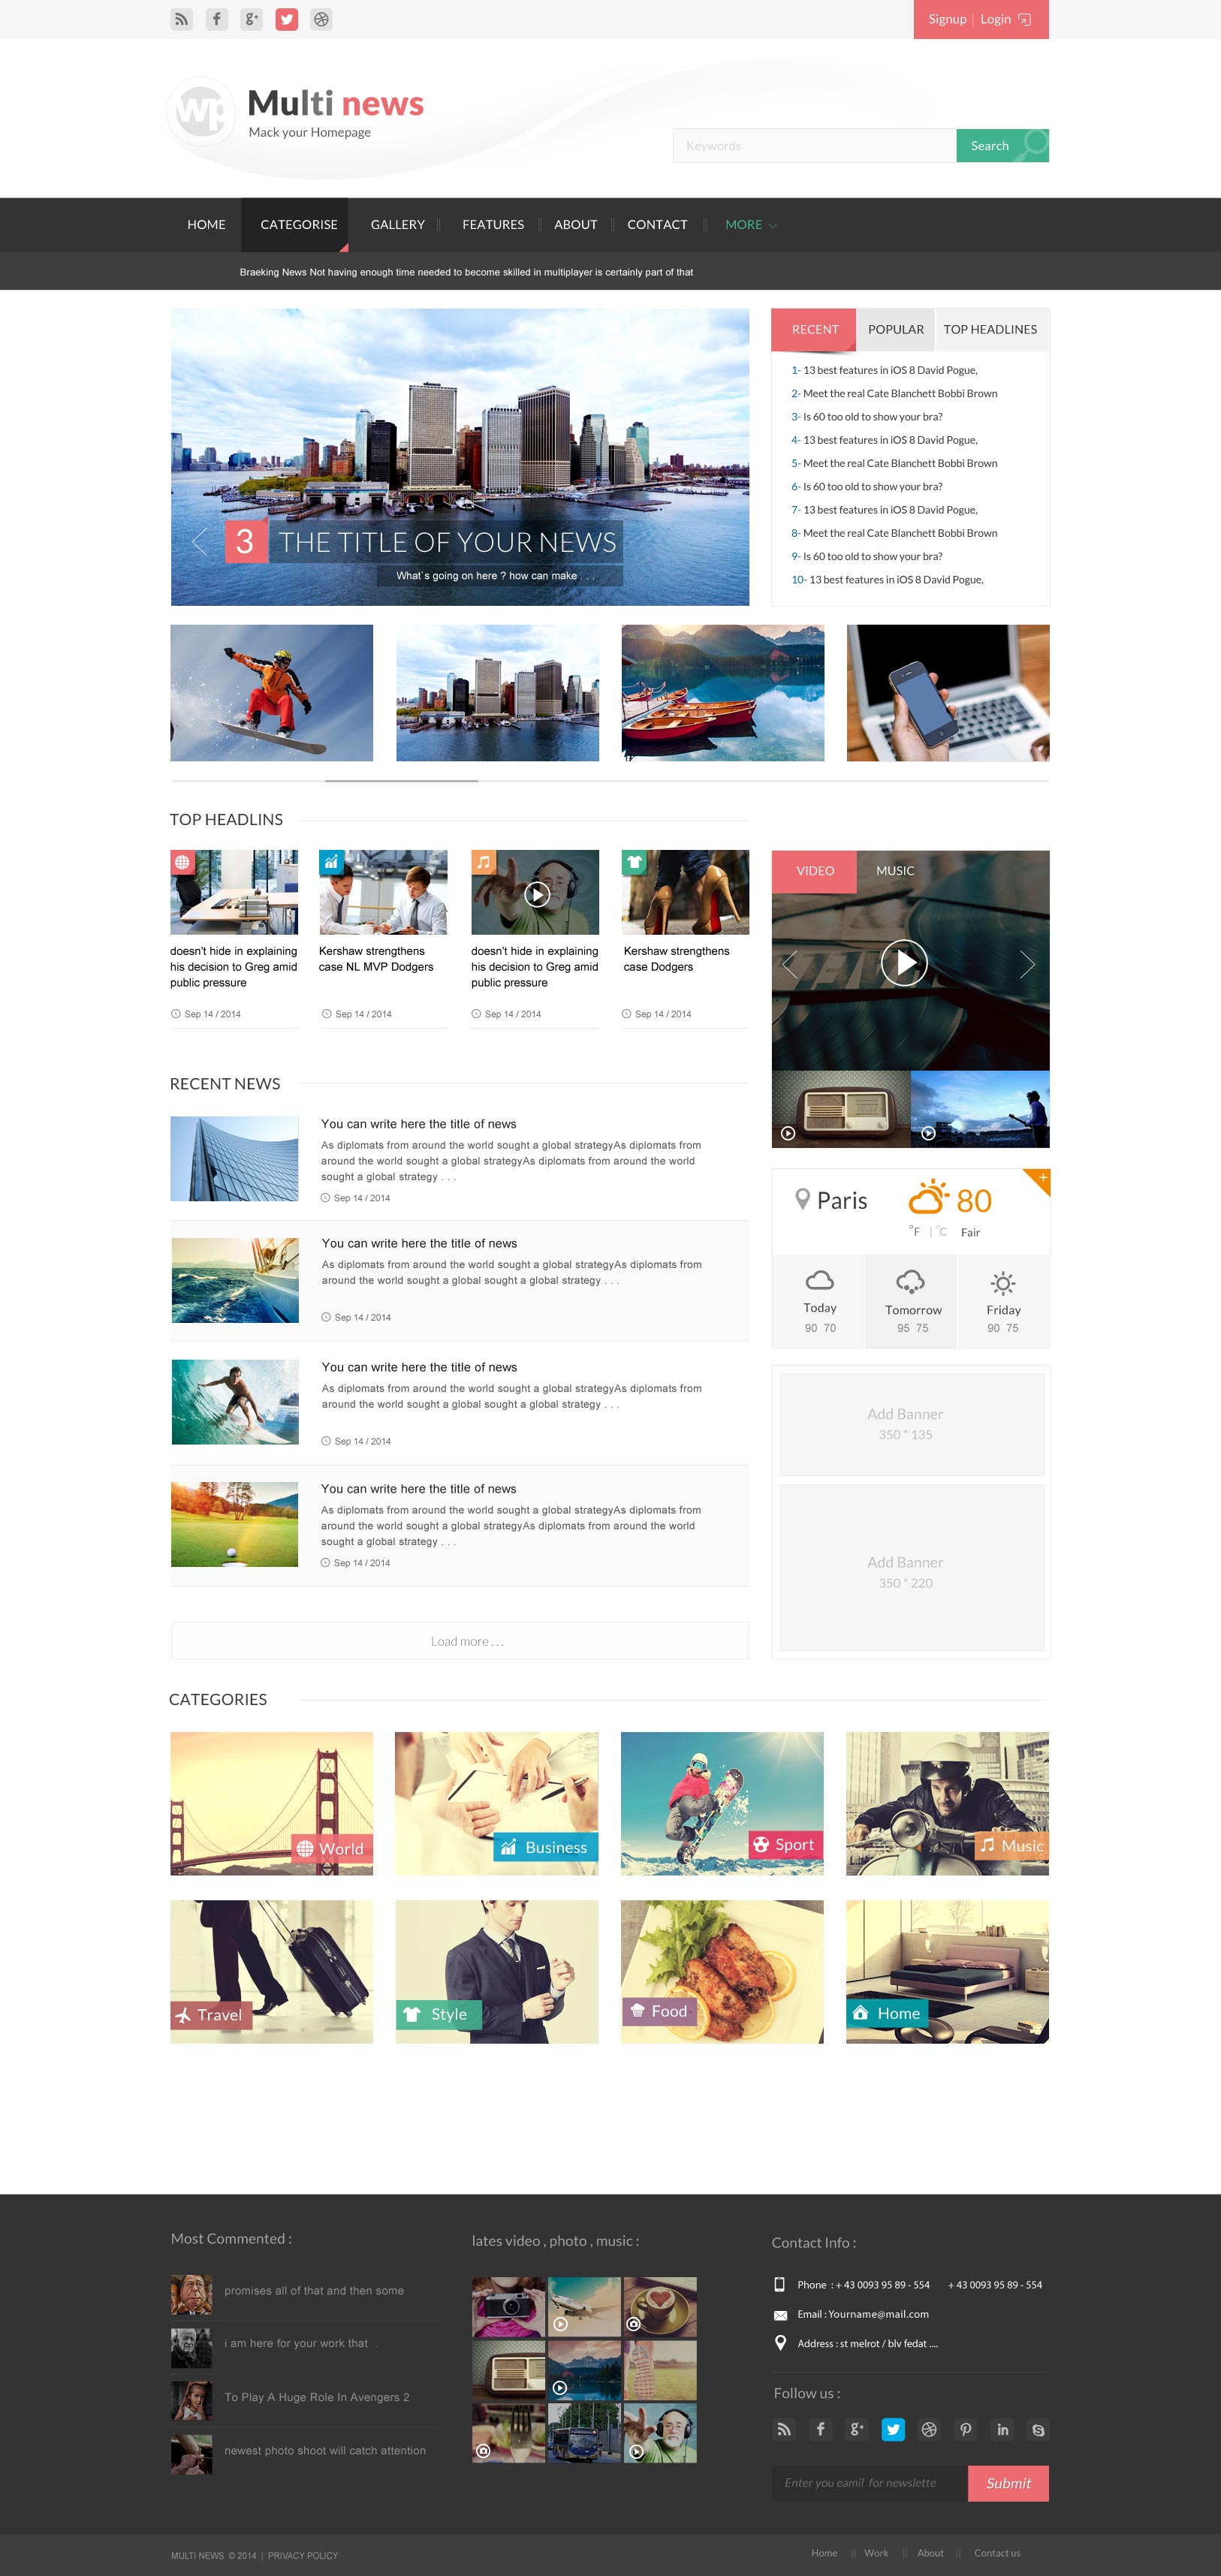 Signup | Login
wp
Multi news
Mack your Homepage
Keywords
Search
HOME
CATEGORISE
GALLERY
FEATURES
ABOUT
CONTACT
MORE
Braeking News Not having enough time needed to become skilled in multiplayer is certainly part of that
3
THE TITLE OF YOUR NEWS
What`s going on here ? how can make . . .
RECENT
POPULAR
TOP HEADLINES
1- 13 best features in iOS 8 David Pogue,
2- Meet the real Cate Blanchett Bobbi Brown
3- Is 60 too old to show your bra?
4- 13 best features in iOS 8 David Pogue,
5- Meet the real Cate Blanchett Bobbi Brown
6- Is 60 too old to show your bra?
7- 13 best features in iOS 8 David Pogue,
8- Meet the real Cate Blanchett Bobbi Brown
9- Is 60 too old to show your bra?
10- 13 best features in iOS 8 David Pogue,
TOP HEADLINS
doesn't hide in explaining
his decision to Greg amid
public pressure
Sep 14 / 2014
Kershaw strengthens
case NL MVP Dodgers
Sep 14 / 2014
doesn't hide in explaining
his decision to Greg amid
public pressure
Sep 14 / 2014
Kershaw strengthens
case Dodgers
Sep 14 / 2014
VIDEO
MUSIC
RECENT NEWS
You can write here the title of news
As diplomats from around the world sought a global strategyAs diplomats from
around the world sought a global strategyAs diplomats from around the world
sought a global strategy . . .
Sep 14 / 2014
You can write here the title of news
As diplomats from around the world sought a global strategyAs diplomats from
around the world sought a global sought a global strategy . . .
Sep 14 / 2014
You can write here the title of news
As diplomats from around the world sought a global strategyAs diplomats from
around the world sought a global sought a global strategy . . .
Sep 14 / 2014
You can write here the title of news
As diplomats from around the world sought a global strategyAs diplomats from
around the world sought a global strategyAs diplomats from around the world
sought a global strategy . . .
Sep 14 / 2014
Load more . . .
Paris
80
°F | °C Fair
Today
90 70
Tomorrow
95 75
Friday
90 75
Add Banner
350 * 135
Add Banner
350 * 220
CATEGORIES
World
Business
Sport
Music
Travel
Style
Food
Home
Most Commented :
promises all of that and then some
i am here for your work that .
To Play A Huge Role In Avengers 2
newest photo shoot will catch attention
lates video , photo , music :
Contact Info :
Phone : + 43 0093 95 89 - 554 + 43 0093 95 89 - 554
Email : Yourname@mail.com
Address : st melrot / blv fedat ....
Follow us :
Enter you eamil for newslette
Submit
MULTI NEWS © 2014 | PRIVACY POLICY
Home || Work || About || Contact us